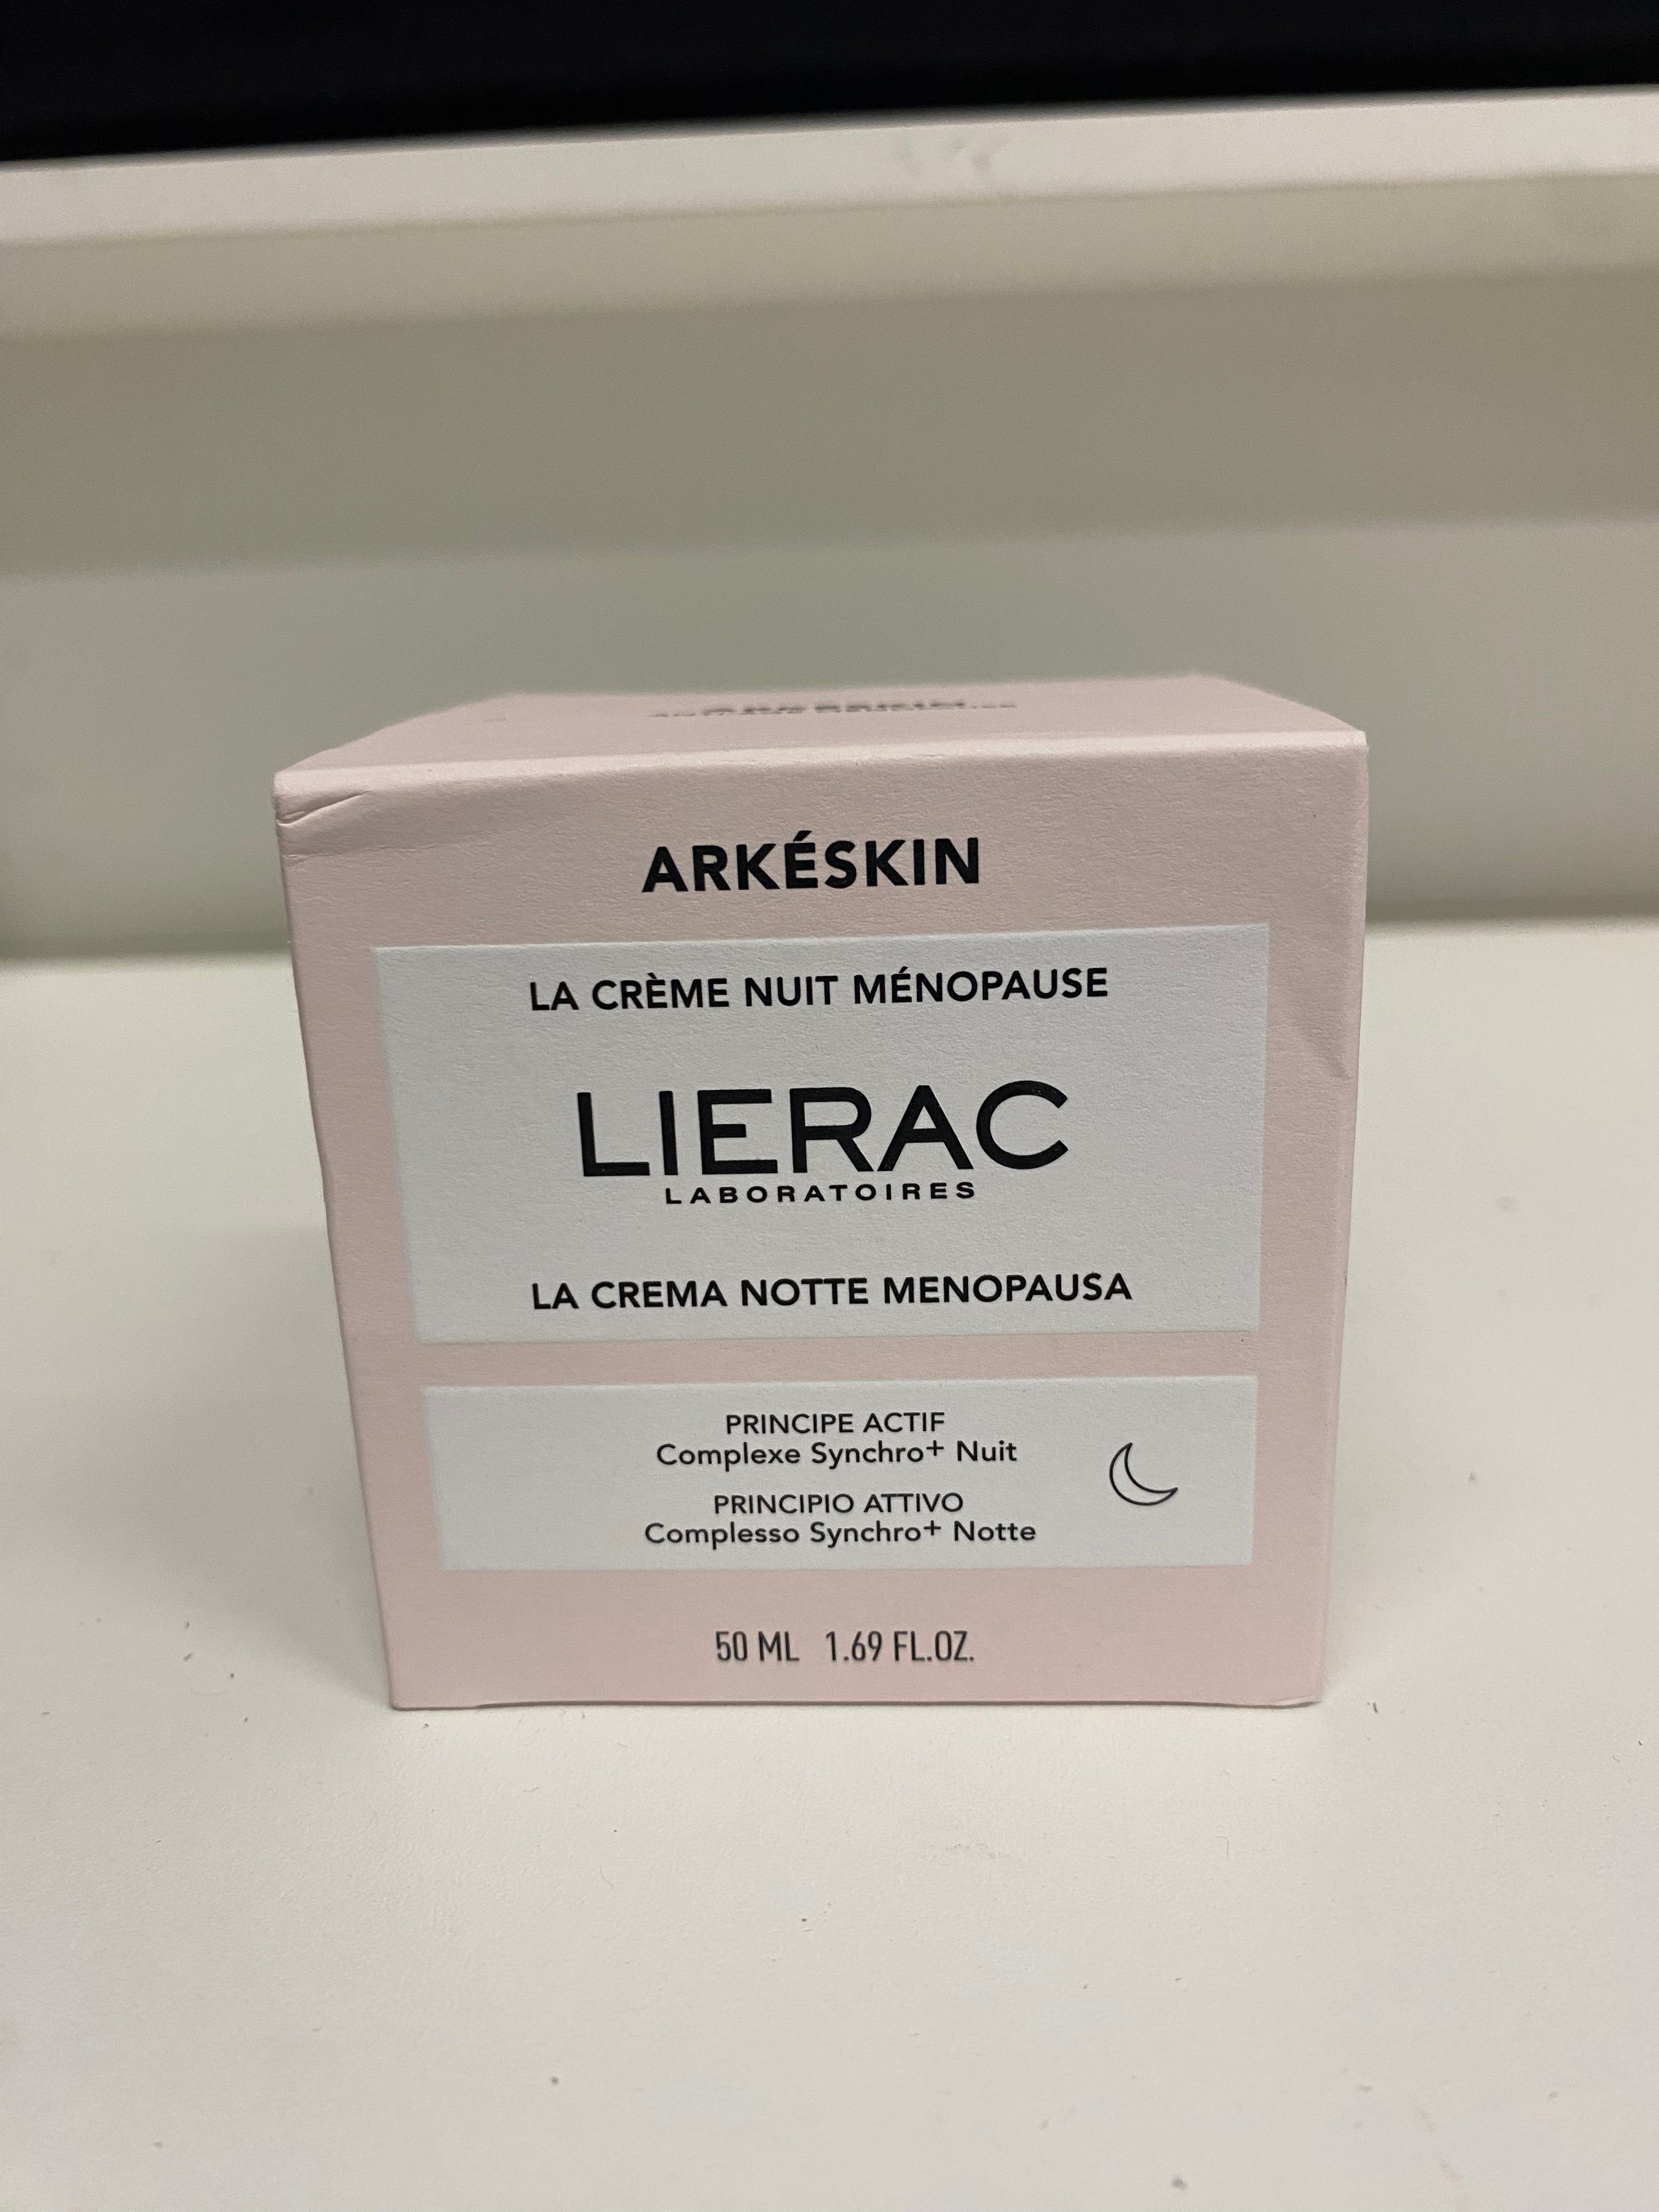 ARKÉSKIN
LA CRÈME NUIT MÉNOPAUSE
LIERAC
LABORATOIRES
LA CREMA NOTTE MENOPAUSA
PRINCIPE ACTIF
Complexe Synchro+ Nuit
PRINCIPIO ATTIVO
Complesso Synchro+ Notte
50 ML 1.69 FL.OZ.